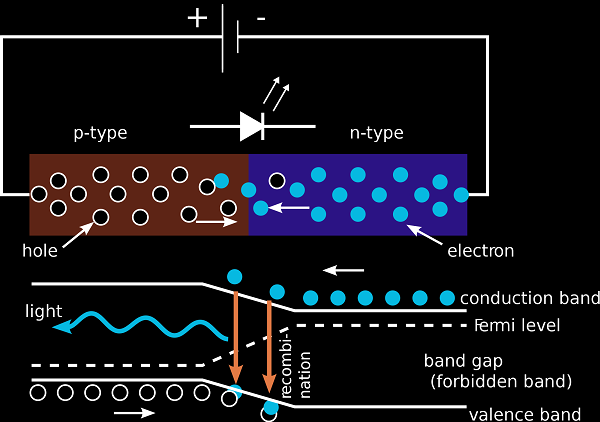 + -
p-type
n-type
hole
electron
conduction band
light
Fermi level
recombi-
nation
band gap
(forbidden band)
valence band